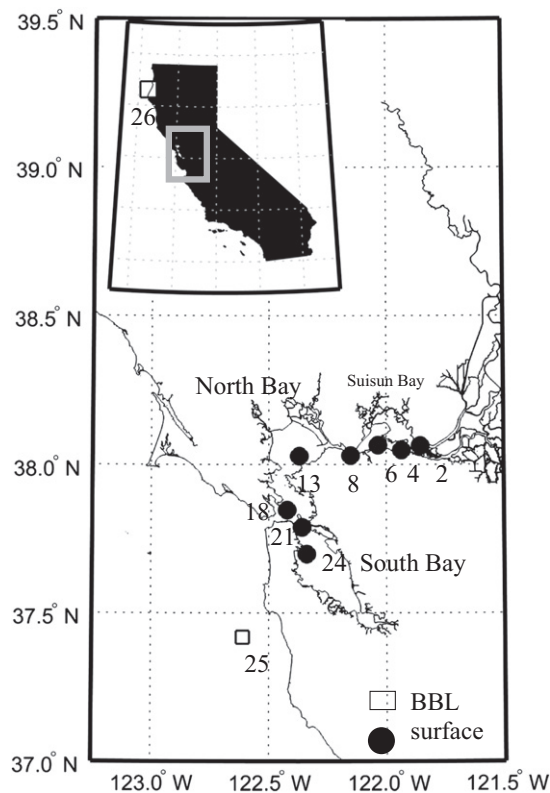 39.5° N
26
39.0° N
38.5° N
North Bay
Suisun Bay
38.0° N
13 8 6 4 2
18
21
24 South Bay
37.5° N
25
BBL
surface
37.0° N
123.0° W 122.5° W 122.0° W 121.5° W